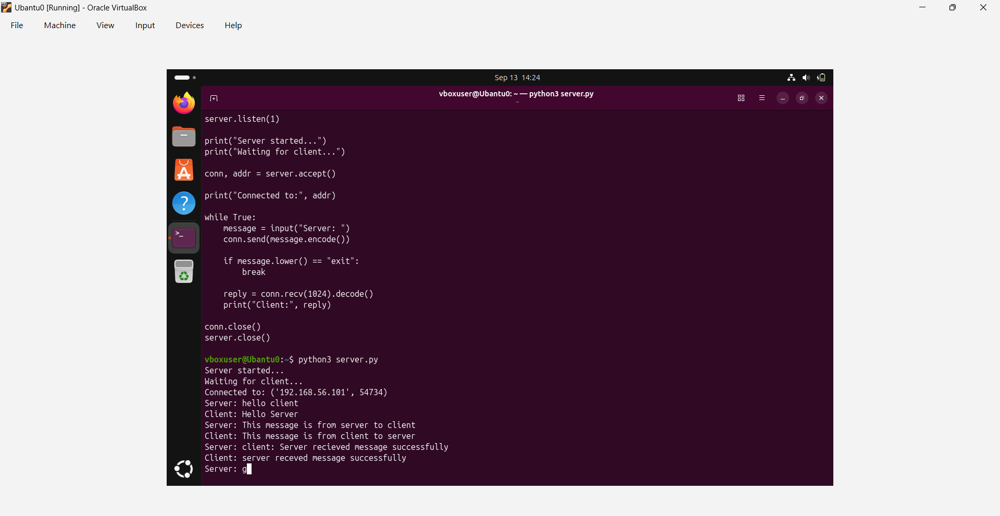 Ubantu0 [Running] - Oracle VirtualBox
File Machine View Input Devices Help
Sep 13 14:24
vboxuser@Ubantu0: ~ — python3 server.py
~
server.listen(1)
print("Server started...")
print("Waiting for client...")
conn, addr = server.accept()
print("Connected to:", addr)
while True:
    message = input("Server: ")
    conn.send(message.encode())
    if message.lower() == "exit":
        break
    reply = conn.recv(1024).decode()
    print("Client:", reply)
conn.close()
server.close()
vboxuser@Ubantu0:~$ python3 server.py
Server started...
Waiting for client...
Connected to: ('192.168.56.101', 54734)
Server: hello client
Client: Hello Server
Server: This message is from server to client
Client: This message is from client to server
Server: client: Server recieved message successfully
Client: server receved message successfully
Server: g